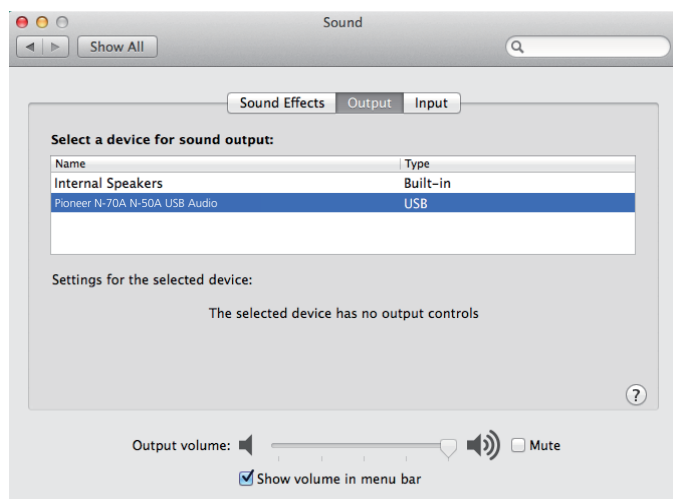 Sound
Show All
Sound Effects Output Input
Select a device for sound output:
Name Type
Internal Speakers Built-in
Pioneer N-70A N-50A USB Audio USB
Settings for the selected device:
The selected device has no output controls
?
Output volume: Mute
Show volume in menu bar